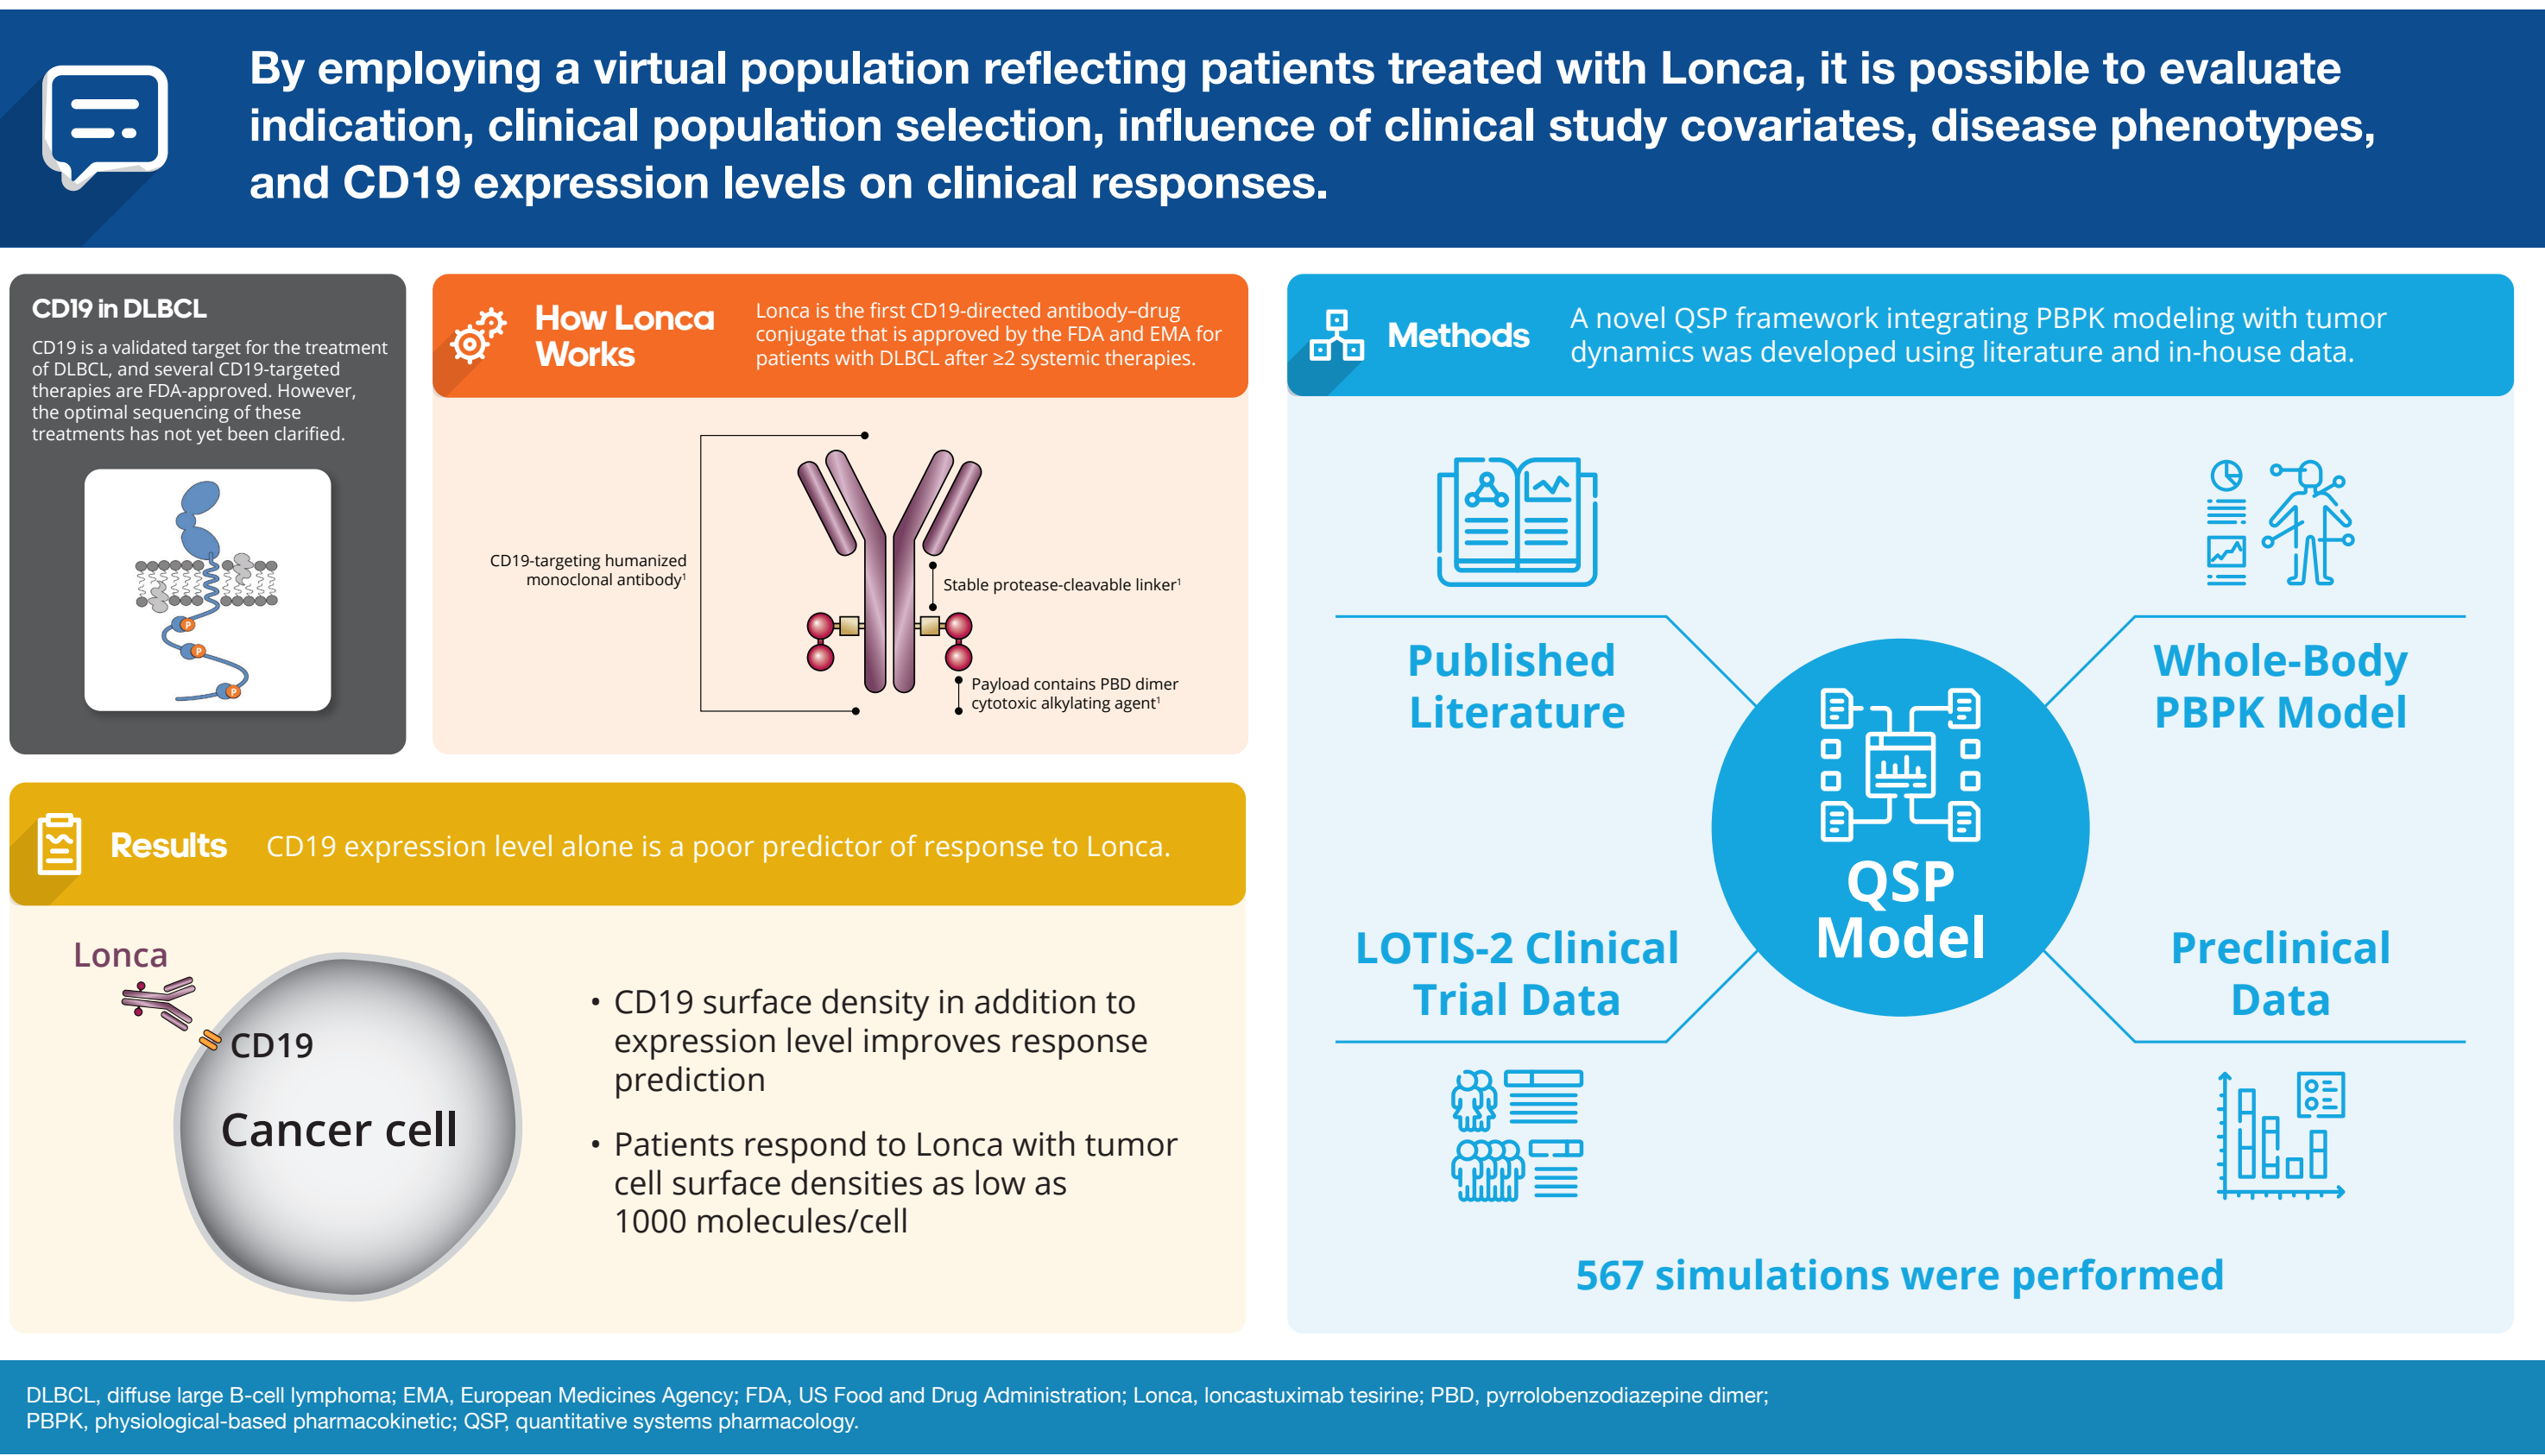 By employing a virtual population reflecting patients treated with Lonca, it is possible to evaluate
indication, clinical population selection, influence of clinical study covariates, disease phenotypes,
and CD19 expression levels on clinical responses.
CD19 in DLBCL
CD19 is a validated target for the treatment
of DLBCL, and several CD19-targeted
therapies are FDA-approved. However,
the optimal sequencing of these
treatments has not yet been clarified.
P
P
P
How Lonca
Works
Lonca is the first CD19-directed antibody–drug
conjugate that is approved by the FDA and EMA for
patients with DLBCL after ≥2 systemic therapies.
CD19-targeting humanized
monoclonal antibody¹
Stable protease-cleavable linker¹
Payload contains PBD dimer
cytotoxic alkylating agent¹
Methods
A novel QSP framework integrating PBPK modeling with tumor
dynamics was developed using literature and in-house data.
Published
Literature
Whole-Body
PBPK Model
QSP
Model
LOTIS-2 Clinical
Trial Data
Preclinical
Data
567 simulations were performed
Results
CD19 expression level alone is a poor predictor of response to Lonca.
Lonca
CD19
Cancer cell
• CD19 surface density in addition to
expression level improves response
prediction
• Patients respond to Lonca with tumor
cell surface densities as low as
1000 molecules/cell
DLBCL, diffuse large B-cell lymphoma; EMA, European Medicines Agency; FDA, US Food and Drug Administration; Lonca, loncastuximab tesirine; PBD, pyrrolobenzodiazepine dimer;
PBPK, physiological-based pharmacokinetic; QSP, quantitative systems pharmacology.